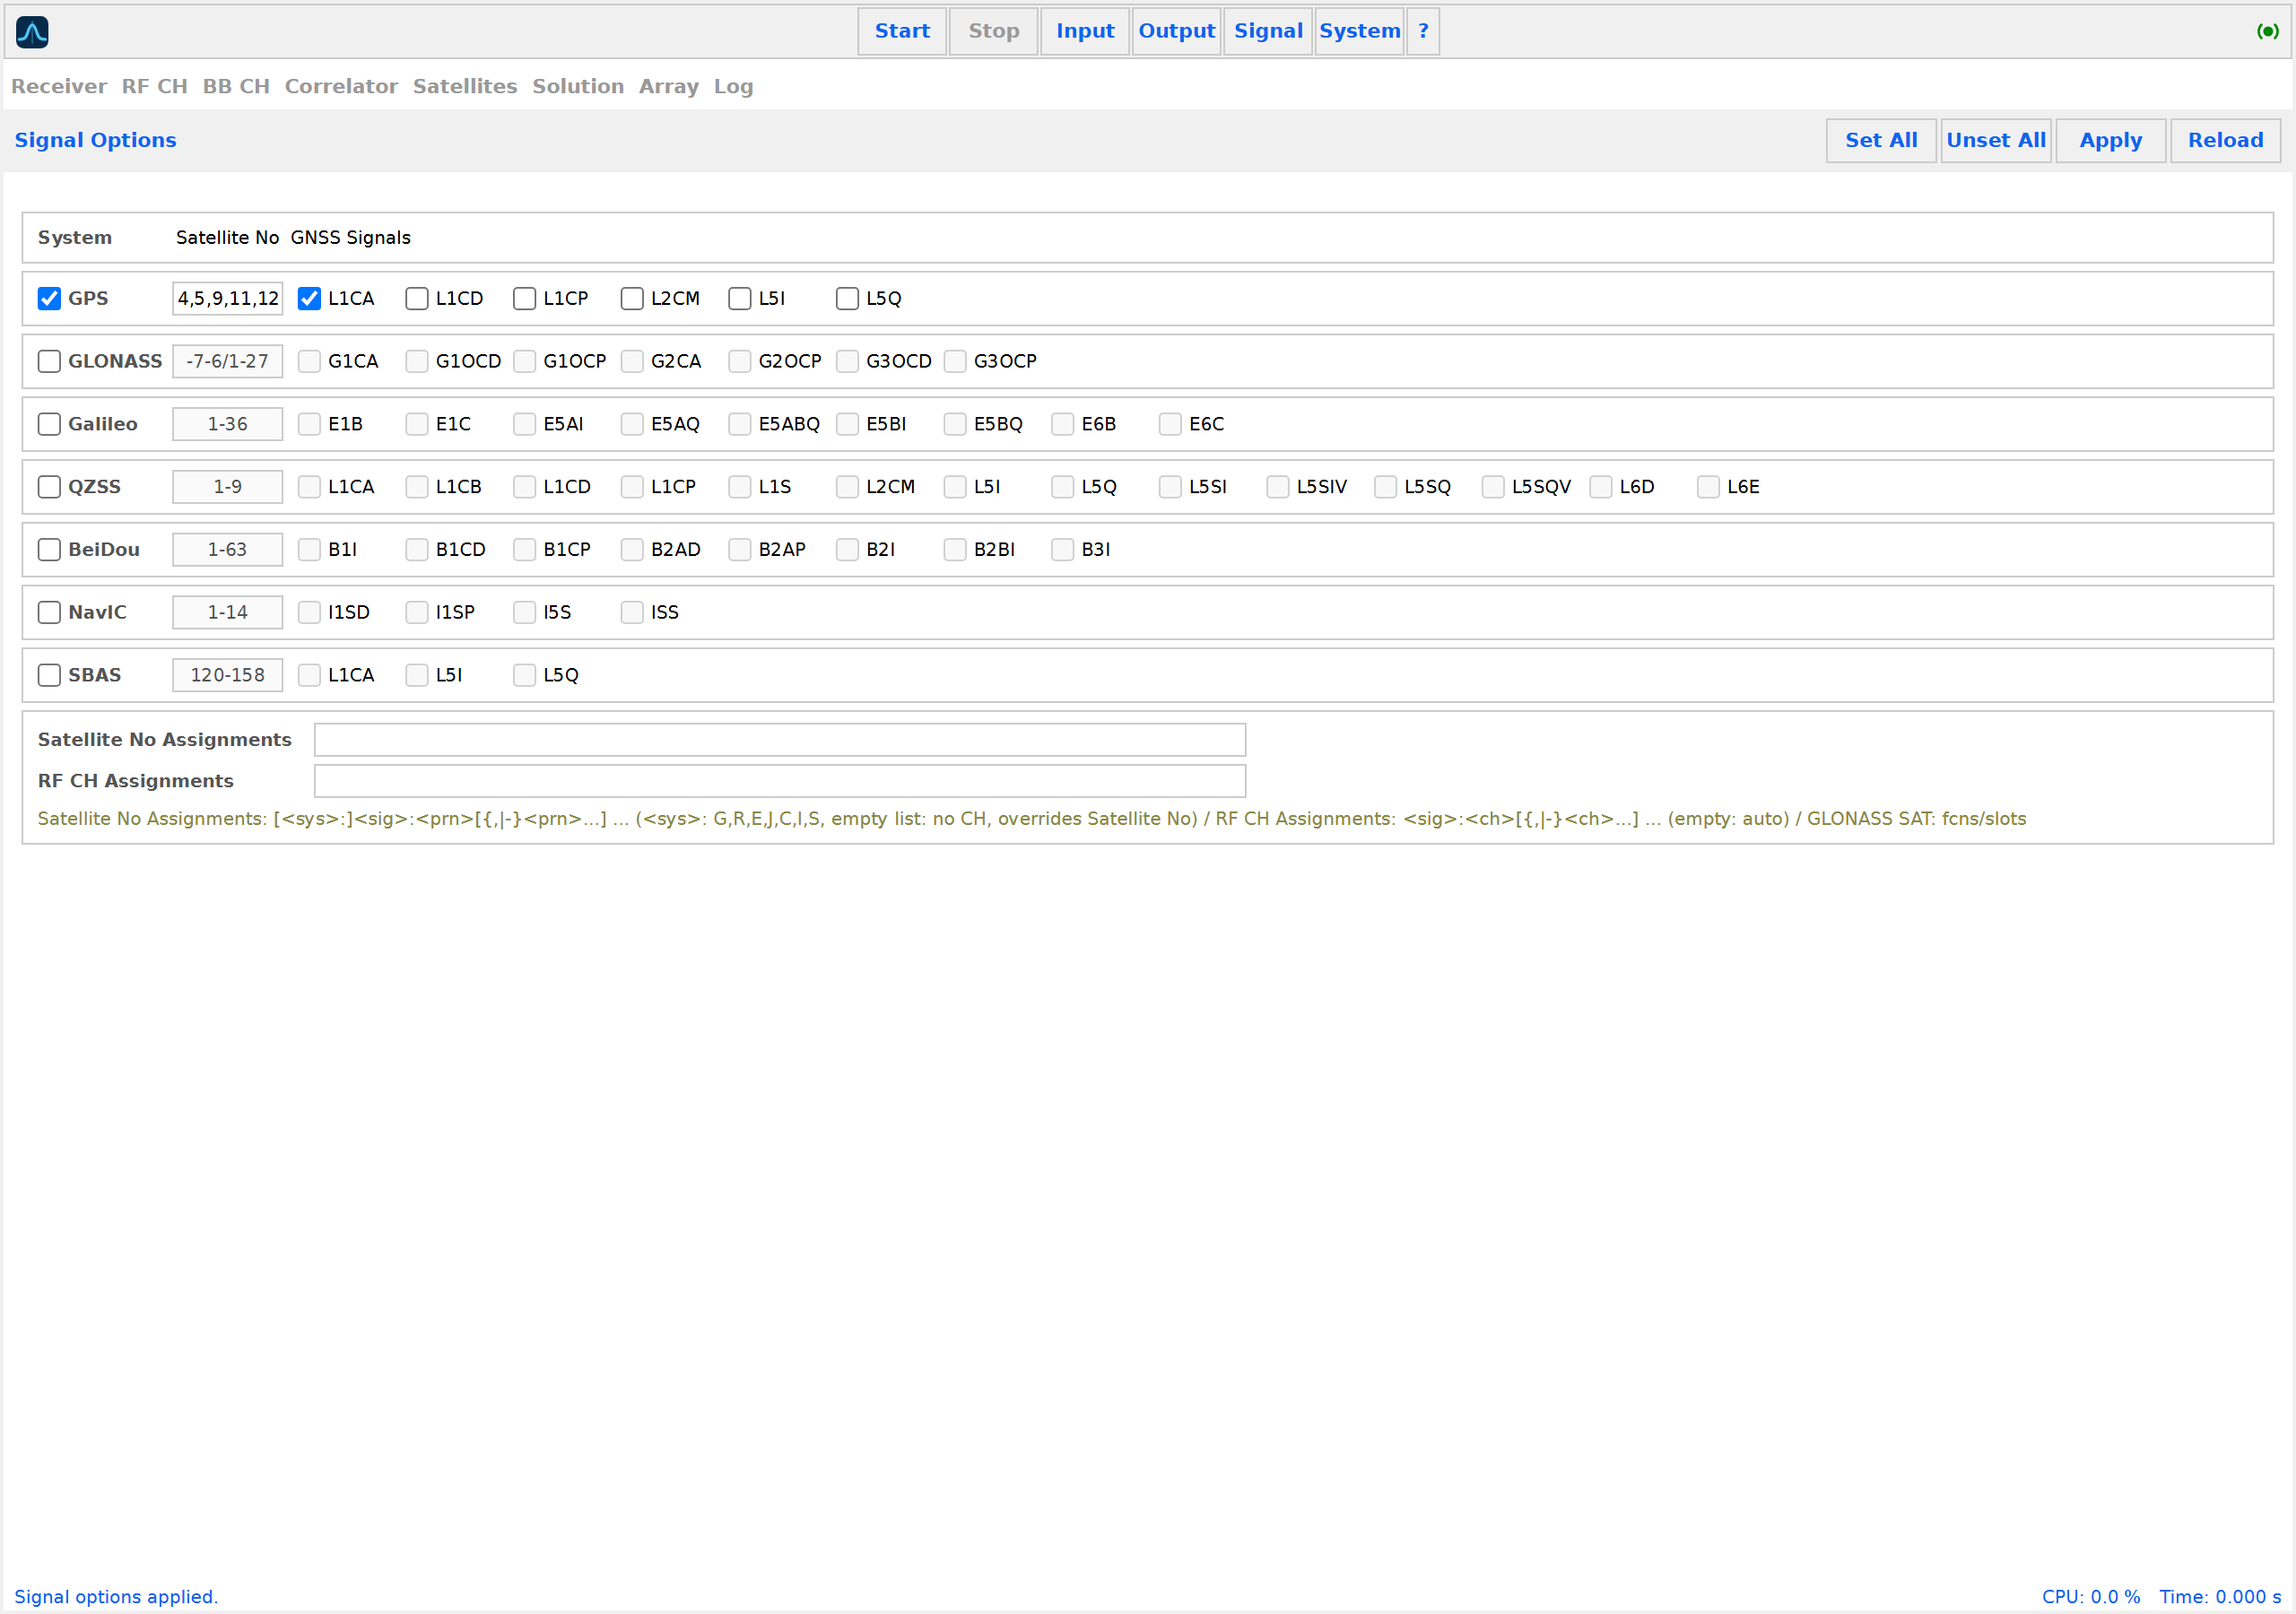 Start Stop Input Output Signal System ?
Receiver RF CH BB CH Correlator Satellites Solution Array Log
Signal Options Set All Unset All Apply Reload
System Satellite No GNSS Signals
GPS 4,5,9,11,12 L1CA L1CD L1CP L2CM L5I L5Q
GLONASS -7-6/1-27 G1CA G1OCD G1OCP G2CA G2OCP G3OCD G3OCP
Galileo 1-36 E1B E1C E5AI E5AQ E5ABQ E5BI E5BQ E6B E6C
QZSS 1-9 L1CA L1CB L1CD L1CP L1S L2CM L5I L5Q L5SI L5SIV L5SQ L5SQV L6D L6E
BeiDou 1-63 B1I B1CD B1CP B2AD B2AP B2I B2BI B3I
NavIC 1-14 I1SD I1SP I5S ISS
SBAS 120-158 L1CA L5I L5Q
Satellite No Assignments
RF CH Assignments
Satellite No Assignments: [<sys>:]<sig>:<prn>[{,|-}<prn>...] ... (<sys>: G,R,E,J,C,I,S, empty list: no CH, overrides Satellite No) / RF CH Assignments: <sig>:<ch>[{,|-}<ch>...] ... (empty: auto) / GLONASS SAT: fcns/slots
Signal options applied. CPU: 0.0 % Time: 0.000 s